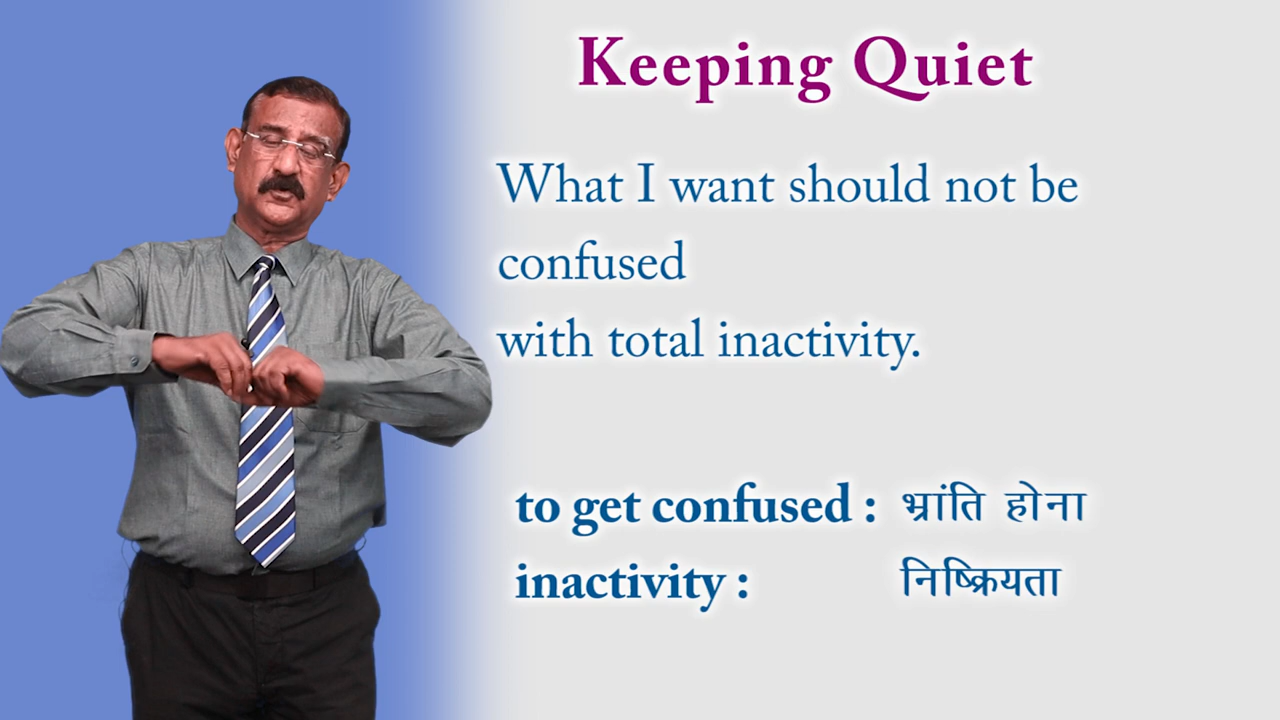 Keeping Quiet
What I want should not be
confused
with total inactivity.
to get confused : भ्रांति होना
inactivity : निष्क्रियता